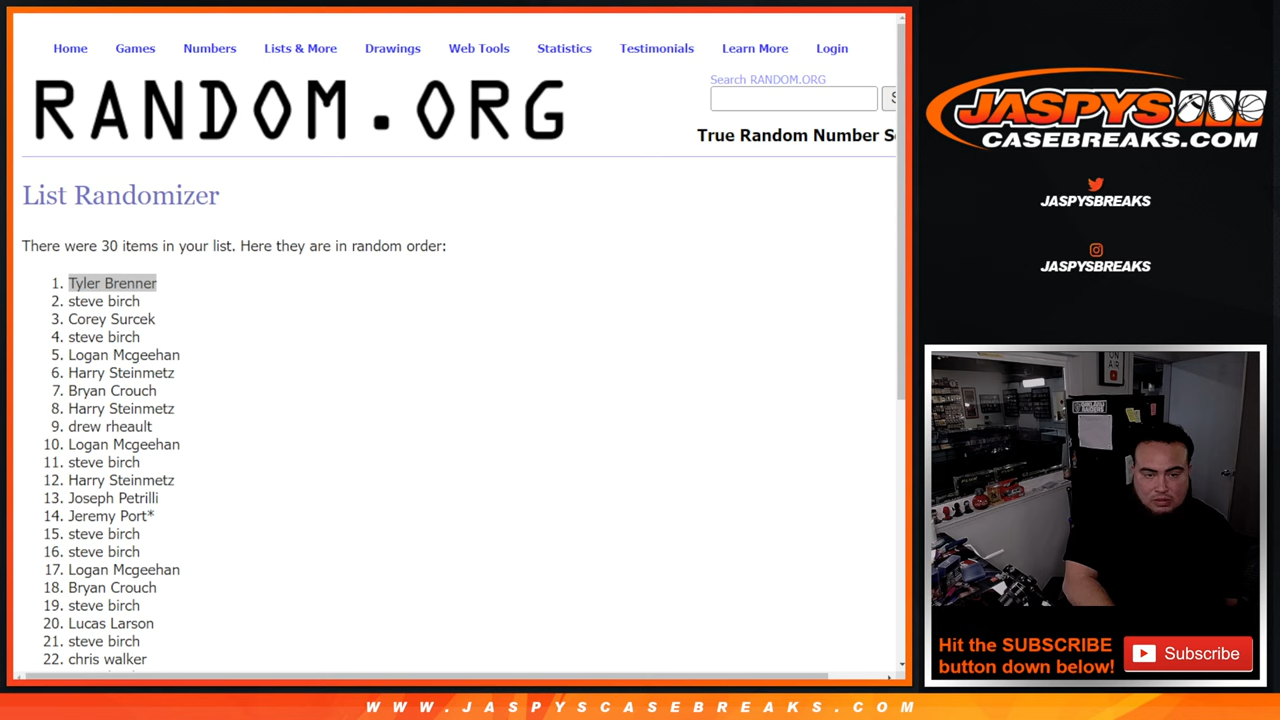 Home Games Numbers Lists & More Drawings Web Tools Statistics Testimonials Learn More Login
RANDOM.ORG
Search RANDOM.ORG
True Random Number S
List Randomizer
There were 30 items in your list. Here they are in random order:
1. Tyler Brenner
2. steve birch
3. Corey Surcek
4. steve birch
5. Logan Mcgeehan
6. Harry Steinmetz
7. Bryan Crouch
8. Harry Steinmetz
9. drew rheault
10. Logan Mcgeehan
11. steve birch
12. Harry Steinmetz
13. Joseph Petrilli
14. Jeremy Port*
15. steve birch
16. steve birch
17. Logan Mcgeehan
18. Bryan Crouch
19. steve birch
20. Lucas Larson
21. steve birch
22. chris walker
JASPYS
CASEBREAKS.COM
JASPYSBREAKS
JASPYSBREAKS
Hit the SUBSCRIBE
button down below!
Subscribe
WWW.JASPYSCASEBREAKS.COM